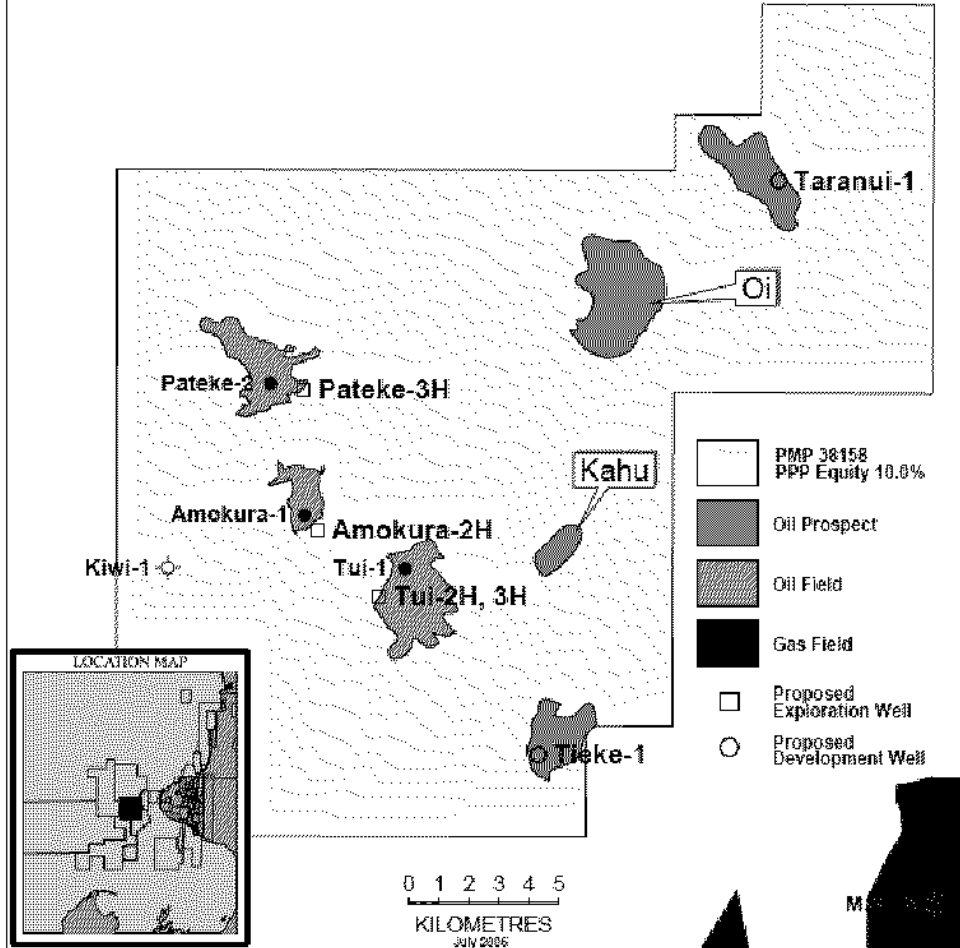 Taranui-1
Oi
Pateke-2
Pateke-3H
Kahu
Amokura-1
Amokura-2H
Kiwi-1
Tui-1
Tui-2H, 3H
Tieke-1
PMP 38158
PPP Equity 10.0%
Oil Prospect
Oil Field
Gas Field
Proposed
Exploration Well
Proposed
Development Well
LOCATION MAP
0 1 2 3 4 5
KILOMETRES
July 2006